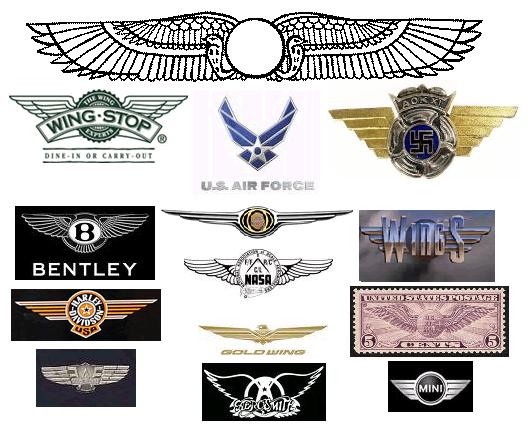 THE WING
WING·STOP
EXPERTS
®
DINE-IN OR CARRY-OUT
U.S. AIR FORCE
AOKXI
B
BENTLEY
NASA
WINGS
HARLEY-
DAVIDSON
USA
GOLDWING
UNITED STATES POSTAGE
5 CENTS 5
AEROSMITH
MINI